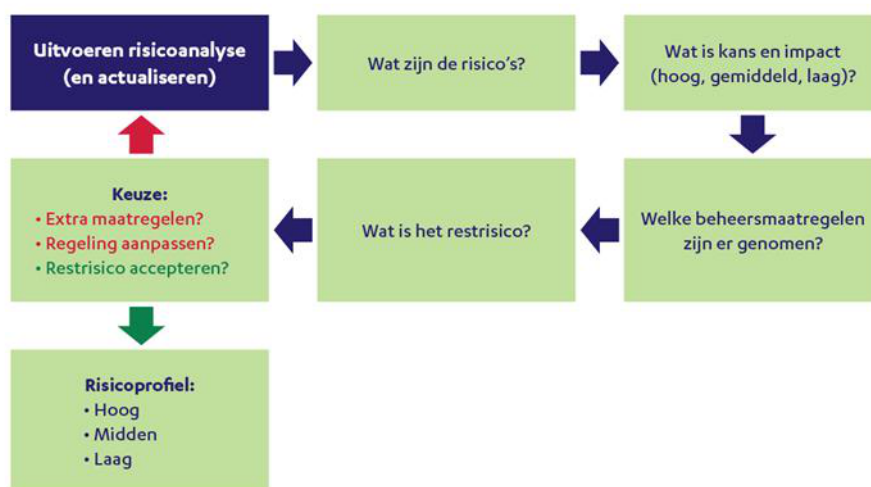 Uitvoeren risicoanalyse
(en actualiseren)
Wat zijn de risico's?
Wat is kans en impact
(hoog, gemiddeld, laag)?
Keuze:
• Extra maatregelen?
• Regeling aanpassen?
• Restrisico accepteren?
Wat is het restrisico?
Welke beheersmaatregelen
zijn er genomen?
Risicoprofiel:
• Hoog
• Midden
• Laag